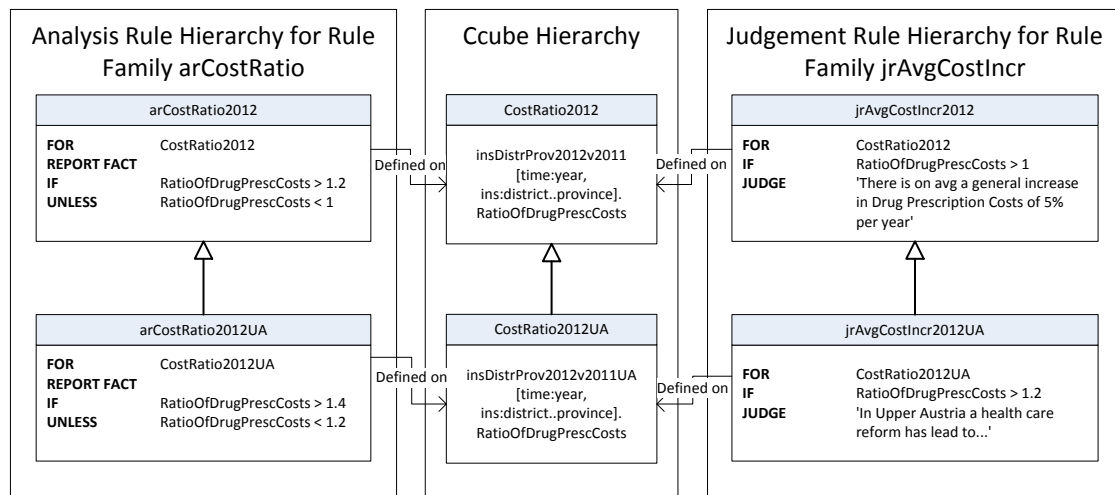 Analysis Rule Hierarchy for Rule
Family arCostRatio
arCostRatio2012
FOR CostRatio2012
REPORT FACT
IF RatioOfDrugPrescCosts > 1.2
UNLESS RatioOfDrugPrescCosts < 1
arCostRatio2012UA
FOR CostRatio2012UA
REPORT FACT
IF RatioOfDrugPrescCosts > 1.4
UNLESS RatioOfDrugPrescCosts < 1.2
Defined on
Defined on
Ccube Hierarchy
CostRatio2012
insDistrProv2012v2011
[time:year,
ins:district..province].
RatioOfDrugPrescCosts
CostRatio2012UA
insDistrProv2012v2011UA
[time:year,
ins:district..province].
RatioOfDrugPrescCosts
Defined on
Defined on
Judgement Rule Hierarchy for Rule
Family jrAvgCostIncr
jrAvgCostIncr2012
FOR CostRatio2012
IF RatioOfDrugPrescCosts > 1
JUDGE 'There is on avg a general increase
in Drug Prescription Costs of 5%
per year'
jrAvgCostIncr2012UA
FOR CostRatio2012UA
IF RatioOfDrugPrescCosts > 1.2
JUDGE 'In Upper Austria a health care
reform has lead to...'